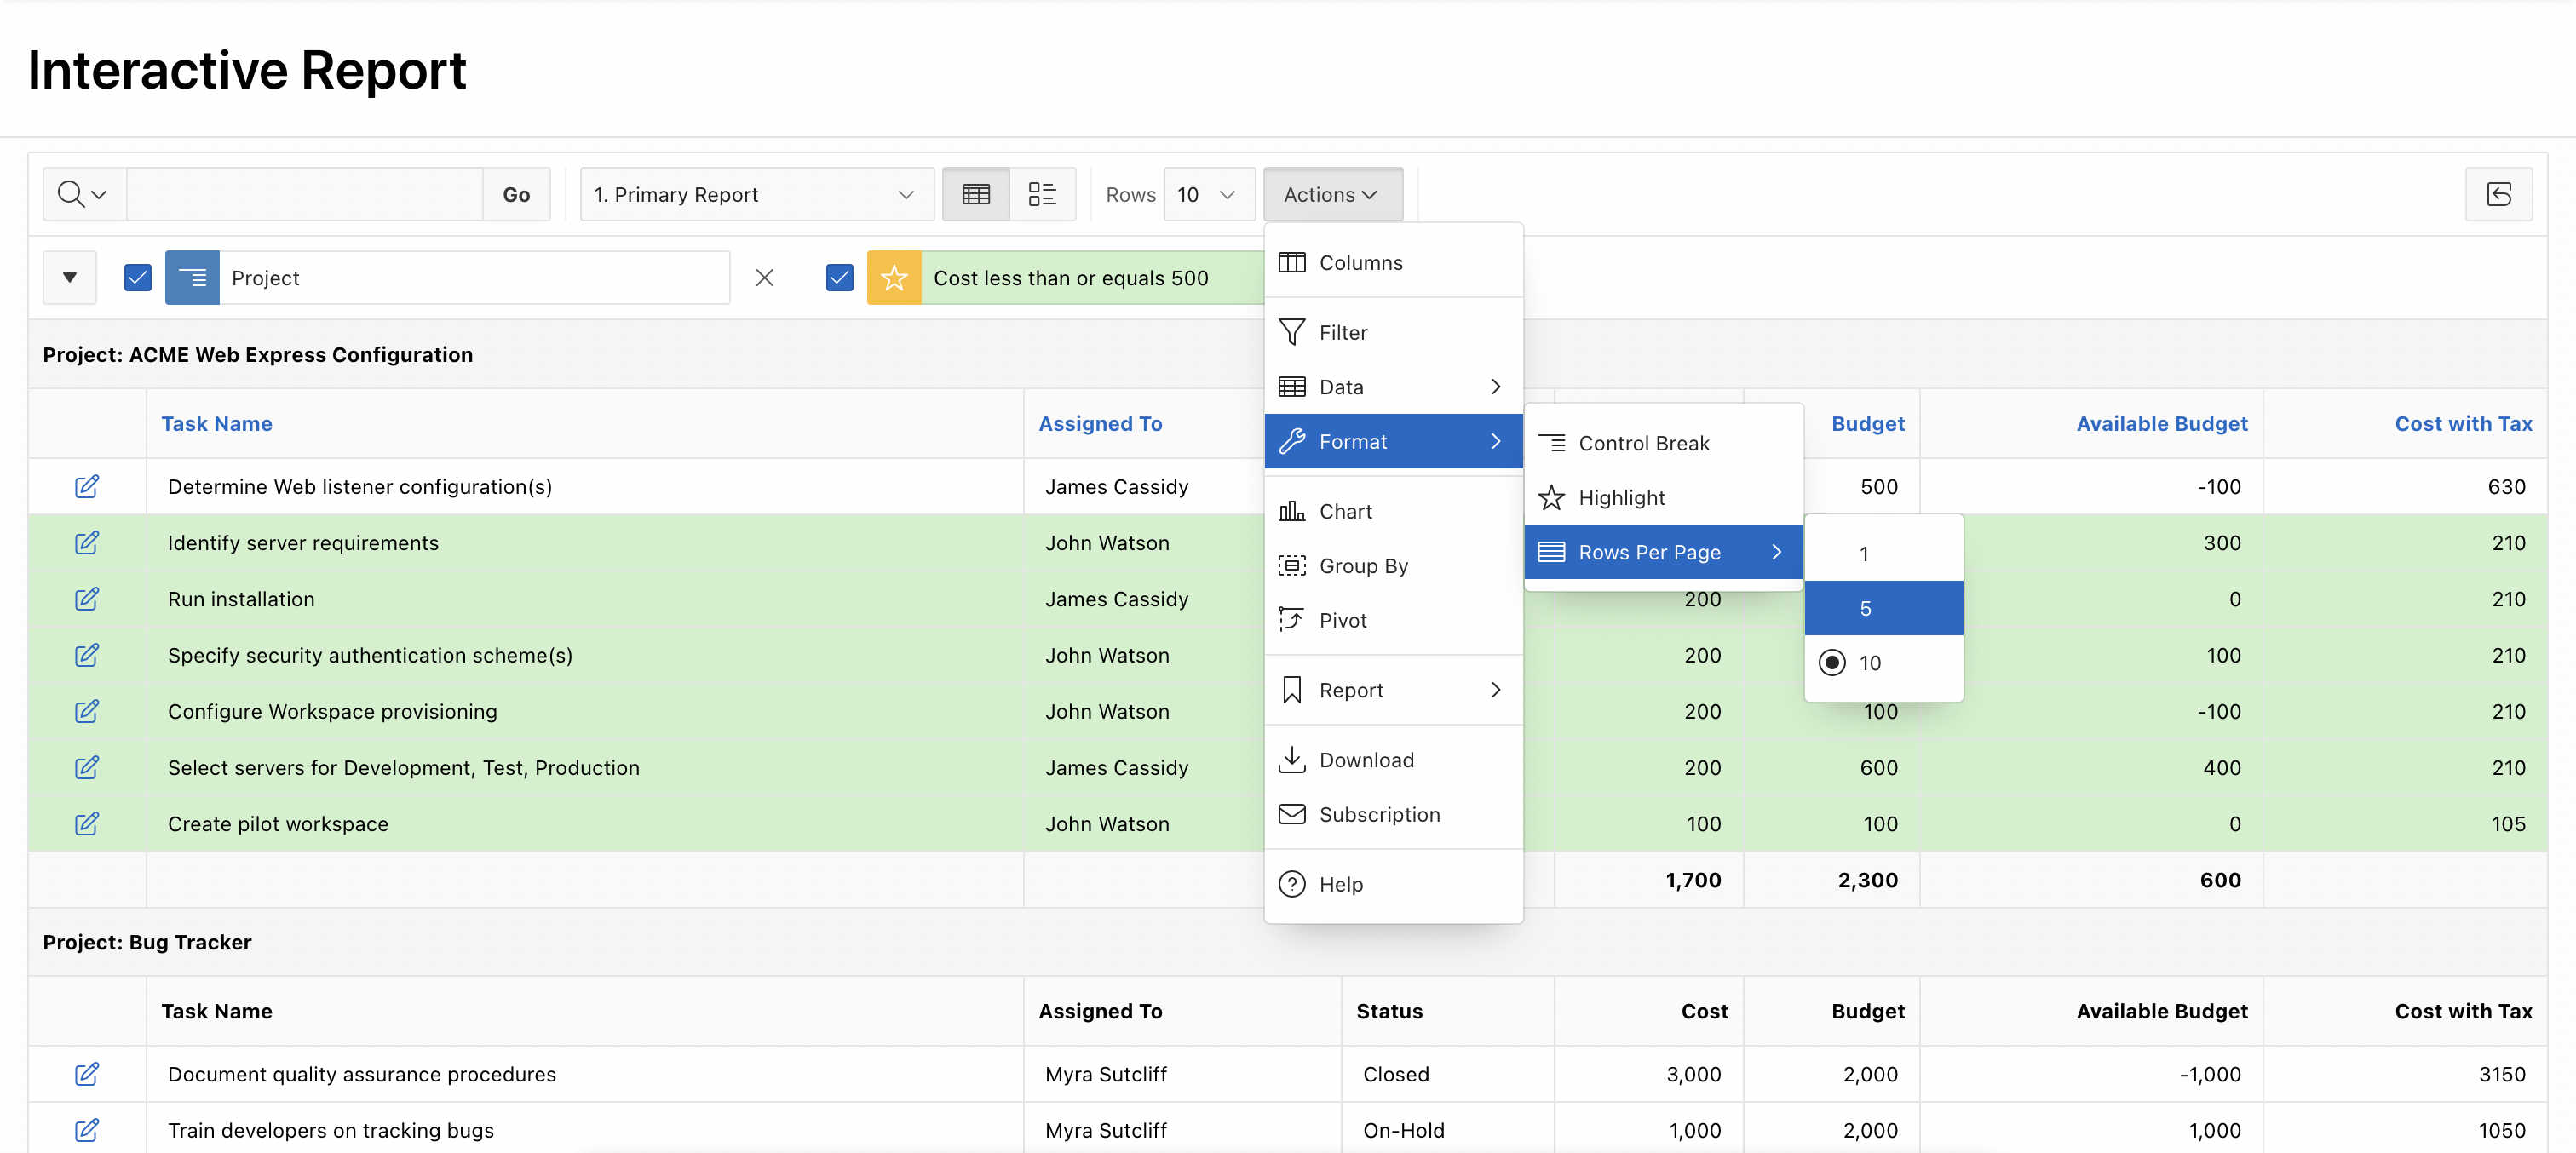 Interactive Report
Go
1. Primary Report
Rows
10
Actions
Project
Cost less than or equals 500
Columns
Filter
Data
Format
Chart
Group By
Pivot
Report
Download
Subscription
Help
Control Break
Highlight
Rows Per Page
1
5
10
Project: ACME Web Express Configuration
Task Name Assigned To Budget Available Budget Cost with Tax
Determine Web listener configuration(s) James Cassidy 500 -100 630
Identify server requirements John Watson 300 210
Run installation James Cassidy 200 0 210
Specify security authentication scheme(s) John Watson 200 100 210
Configure Workspace provisioning John Watson 200 100 -100 210
Select servers for Development, Test, Production James Cassidy 200 600 400 210
Create pilot workspace John Watson 100 100 0 105
1,700 2,300 600
Project: Bug Tracker
Task Name Assigned To Status Cost Budget Available Budget Cost with Tax
Document quality assurance procedures Myra Sutcliff Closed 3,000 2,000 -1,000 3150
Train developers on tracking bugs Myra Sutcliff On-Hold 1,000 2,000 1,000 1050